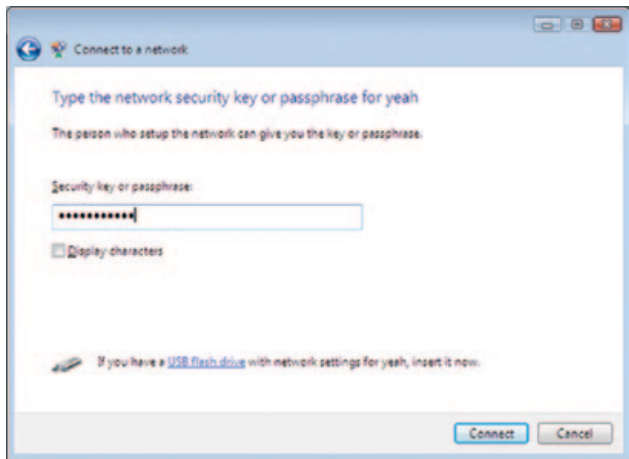 Connect to a network
Type the network security key or passphrase for yeah
The person who setup the network can give you the key or passphrase.
Security key or passphrase:
•••••••••••
Display characters
If you have a USB flash drive with network settings for yeah, insert it now.
Connect Cancel